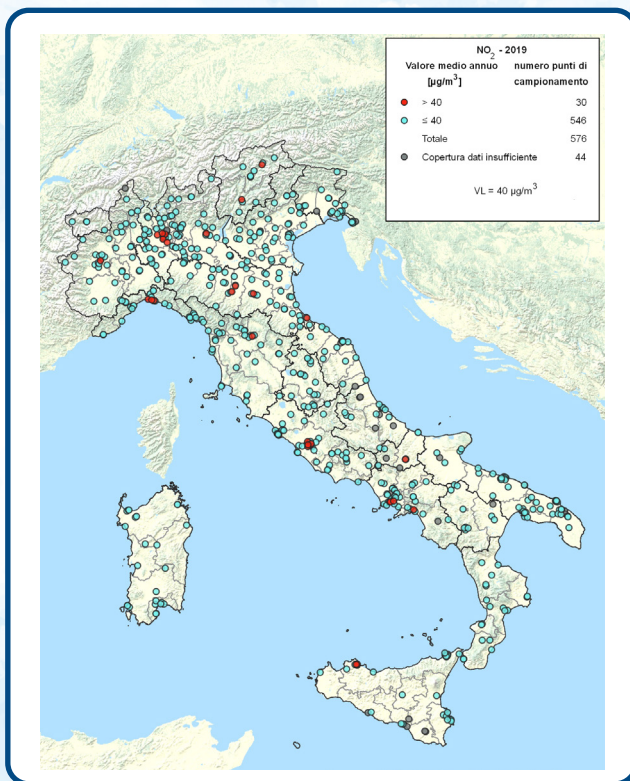 NO2 - 2019
Valore medio annuo numero punti di
[µg/m³] campionamento
> 40 30
≤ 40 546
Totale 576
Copertura dati insufficiente 44
VL = 40 µg/m³